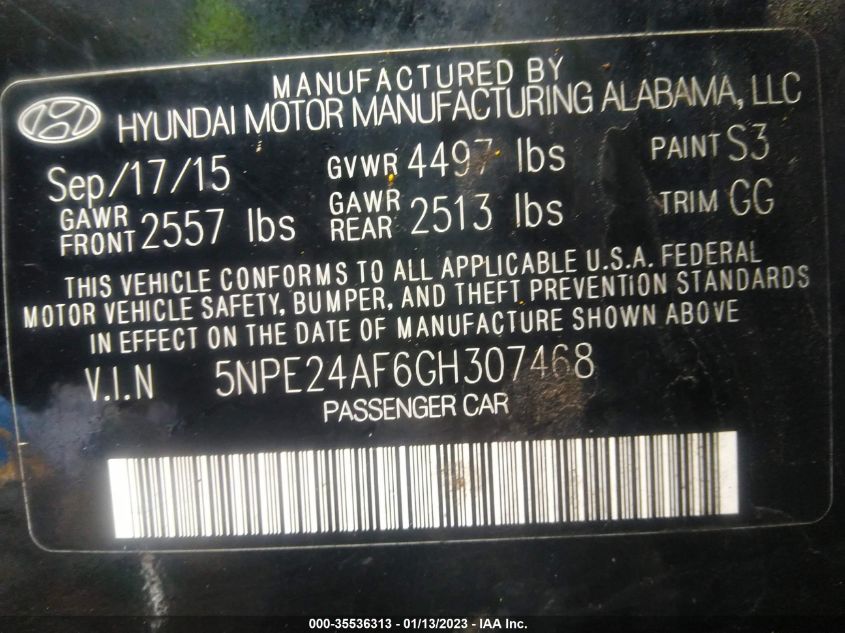 MANUFACTURED BY
HYUNDAI MOTOR MANUFACTURING ALABAMA, LLC
Sep/17/15 GVWR 4497 lbs PAINT S3
GAWR FRONT 2557 lbs GAWR REAR 2513 lbs TRIM GG
THIS VEHICLE CONFORMS TO ALL APPLICABLE U.S.A. FEDERAL
MOTOR VEHICLE SAFETY, BUMPER, AND THEFT PREVENTION STANDARDS
IN EFFECT ON THE DATE OF MANUFACTURE SHOWN ABOVE
V.I.N 5NPE24AF6GH307468
PASSENGER CAR
000-35536313 - 01/13/2023 - IAA Inc.